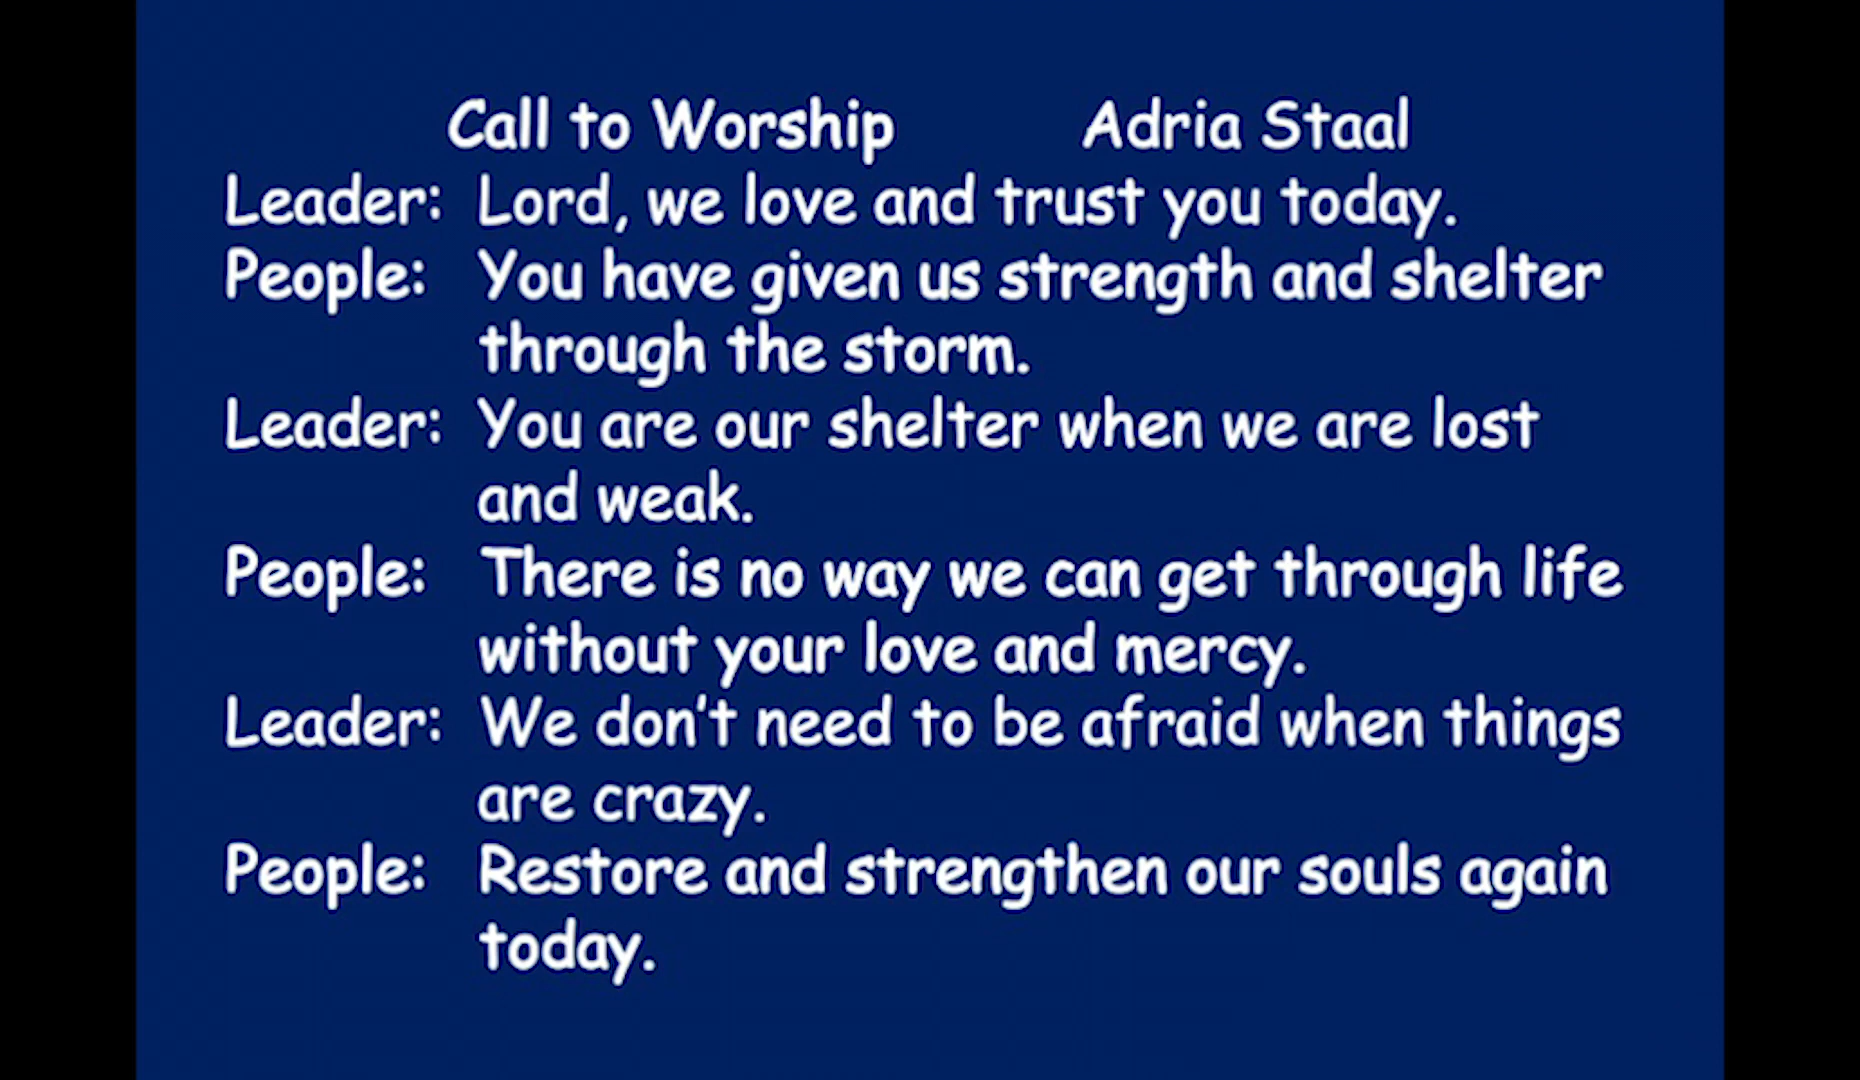 Call to Worship Adria Staal
Leader: Lord, we love and trust you today.
People: You have given us strength and shelter
through the storm.
Leader: You are our shelter when we are lost
and weak.
People: There is no way we can get through life
without your love and mercy.
Leader: We don't need to be afraid when things
are crazy.
People: Restore and strengthen our souls again
today.